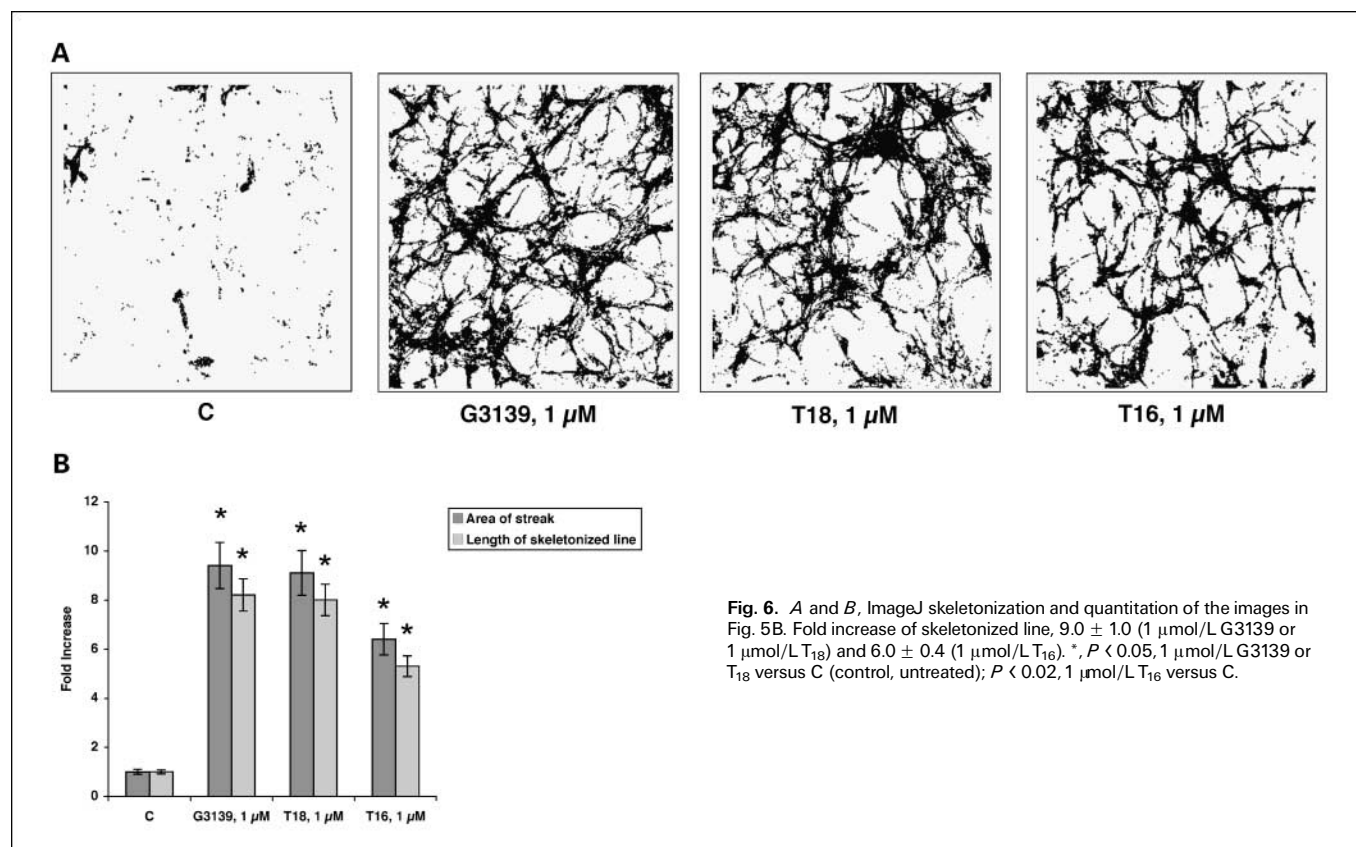 A
C
G3139, 1 μM
T18, 1 μM
T16, 1 μM
B
12
10
8
6
4
2
0
Fold Increase
* * * * * *
C
G3139, 1 μM
T18, 1 μM
T16, 1 μM
Area of streak
Length of skeletonized line
Fig. 6. A and B, ImageJ skeletonization and quantitation of the images in
Fig. 5B. Fold increase of skeletonized line, 9.0 ± 1.0 (1 μmol/L G3139 or
1 μmol/L T₁₈) and 6.0 ± 0.4 (1 μmol/L T₁₆). *, P < 0.05, 1 μmol/L G3139 or
T₁₈ versus C (control, untreated); P < 0.02, 1 μmol/L T₁₆ versus C.